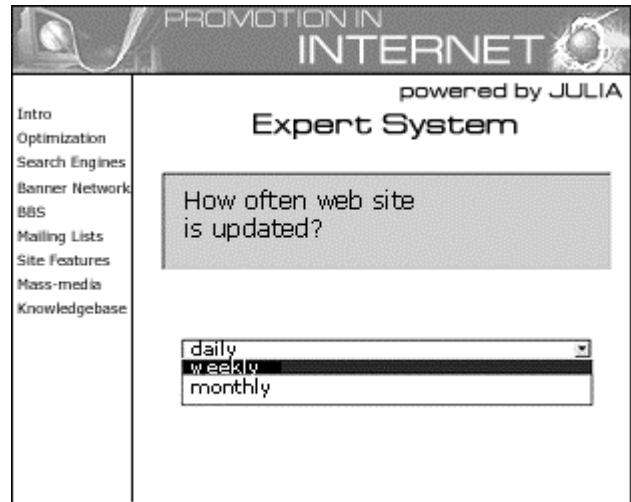 PROMOTION IN
INTERNET
powered by JULIA
Expert System
Intro
Optimization
Search Engines
Banner Network
BBS
Mailing Lists
Site Features
Mass-media
Knowledgebase
How often web site
is updated?
daily
weekly
monthly